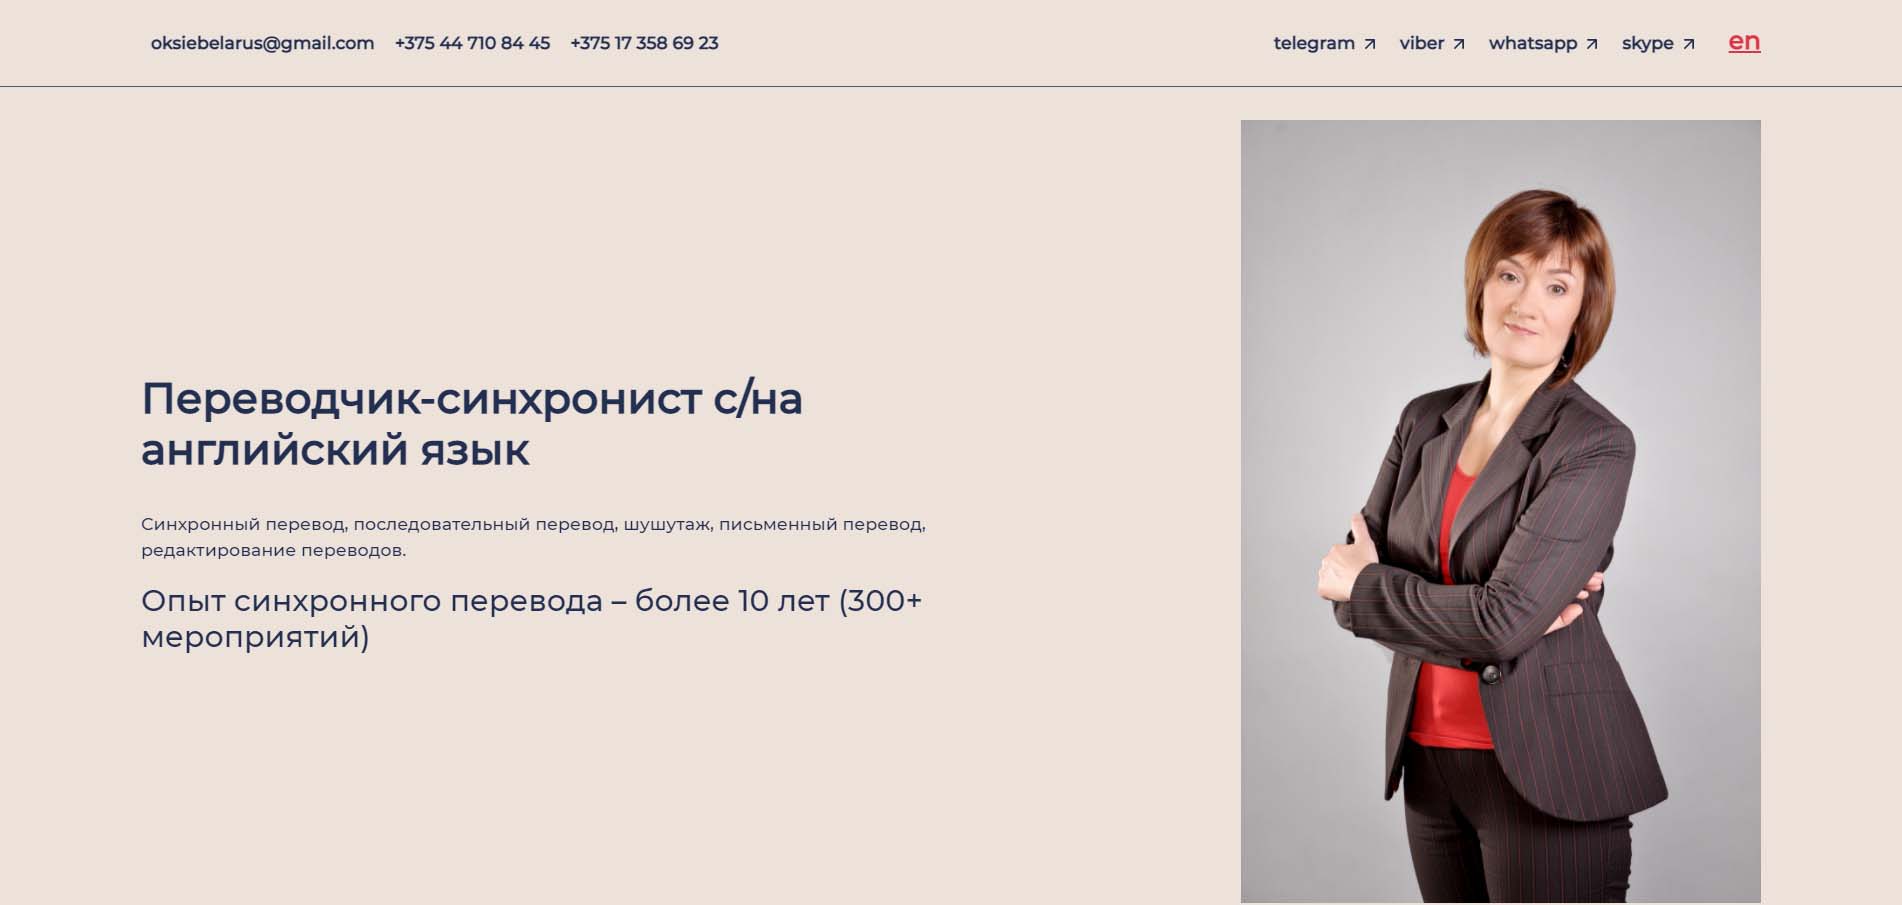 oksiebelarus@gmail.com +375 44 710 84 45 +375 17 358 69 23
telegram viber whatsapp skype en
Переводчик-синхронист с/на
английский язык
Синхронный перевод, последовательный перевод, шушутаж, письменный перевод,
редактирование переводов.
Опыт синхронного перевода – более 10 лет (300+
мероприятий)